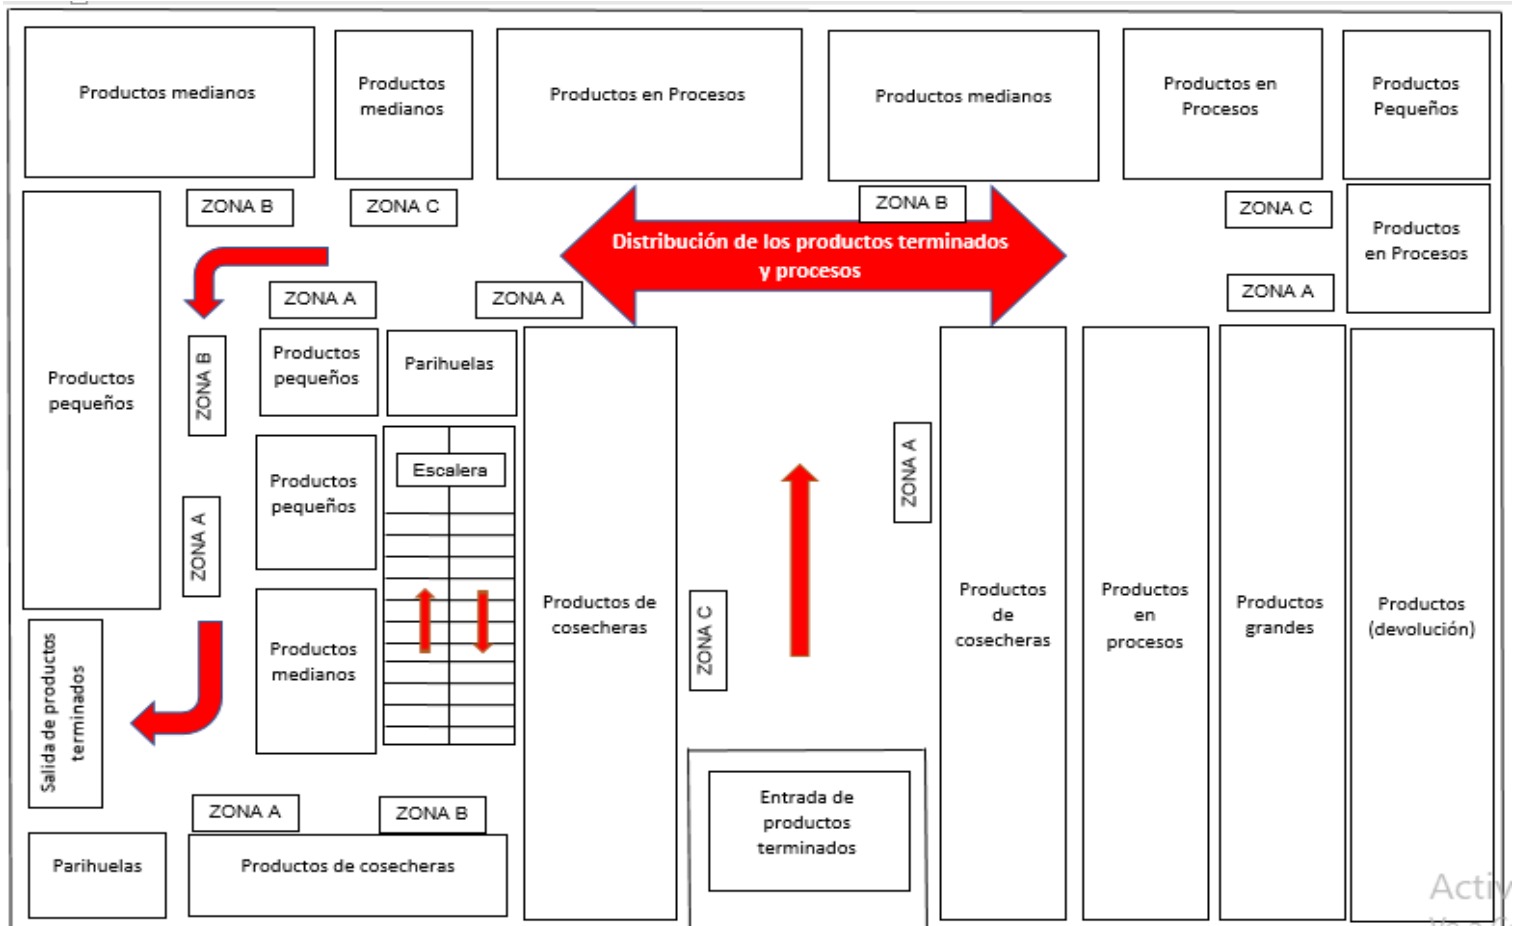 Productos medianos
Productos
medianos
Productos en Procesos
Productos medianos
Productos en
Procesos
Productos
Pequeños
ZONA B
ZONA C
ZONA B
ZONA C
Productos
en Procesos
Distribución de los productos terminados
y procesos
ZONA A
ZONA A
ZONA A
Productos
pequeños
ZONA B
Productos
pequeños
Parihuelas
ZONA A
Escalera
Productos
pequeños
ZONA A
Productos de
cosecheras
ZONA C
Productos
de
cosecheras
Productos
en
procesos
Productos
grandes
Productos
(devolución)
Productos
medianos
Salida de productos
terminados
ZONA A
ZONA B
Entrada de
productos
terminados
Parihuelas
Productos de cosecheras
Activ